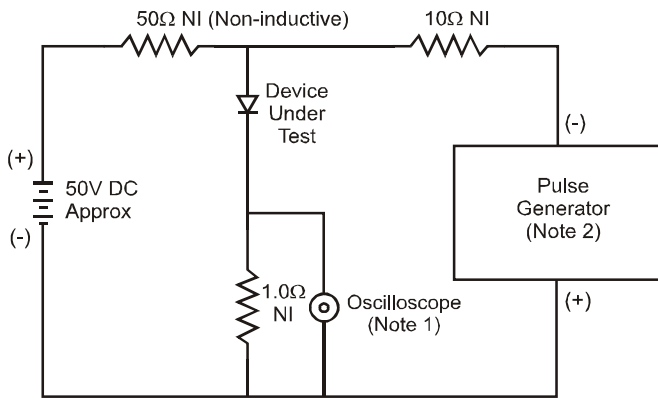 50Ω NI (Non-inductive)
10Ω NI
Device
Under
Test
(-)
(+)
50V DC
Approx
(-)
Pulse
Generator
(Note 2)
1.0Ω
NI
Oscilloscope
(Note 1)
(+)